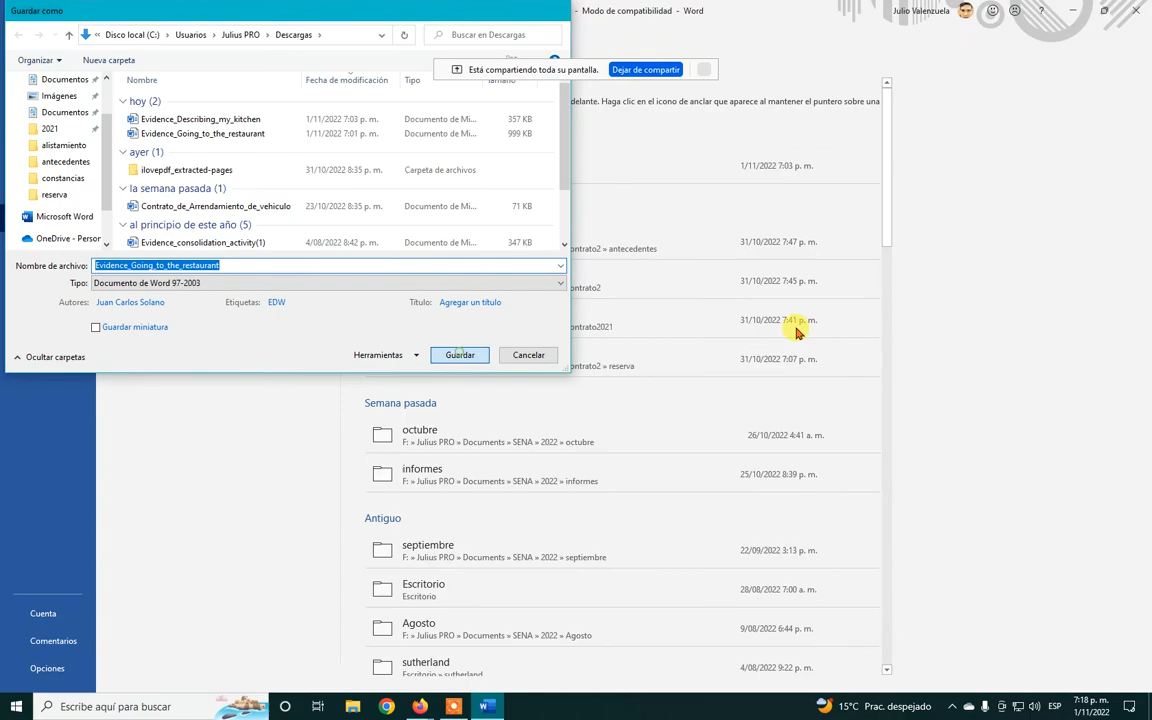 Guardar como
- Modo de compatibilidad - Word
Julio Valenzuela
Disco local (C:) › Usuarios › Julius PRO › Descargas ›
Buscar en Descargas
Organizar
Nueva carpeta
Está compartiendo toda su pantalla.
Dejar de compartir
Documentos
Imágenes
Documentos
2021
alistamiento
antecedentes
constancias
reserva
Microsoft Word
OneDrive - Person
Nombre
Fecha de modificación
Tipo
Tamaño
hoy (2)
Evidence_Describing_my_kitchen 1/11/2022 7:03 p. m. Documento de Mi... 357 KB
Evidence_Going_to_the_restaurant 1/11/2022 7:01 p. m. Documento de Mi... 999 KB
ayer (1)
ilovepdf_extracted-pages 31/10/2022 8:35 p. m. Carpeta de archivos
la semana pasada (1)
Contrato_de_Arrendamiento_de_vehiculo 23/10/2022 8:35 p. m. Documento de Mi... 71 KB
al principio de este año (5)
Evidence_consolidation_activity(1) 4/08/2022 8:42 p. m. Documento de Mi... 347 KB
Nombre de archivo: Evidence_Going_to_the_restaurant
Tipo: Documento de Word 97-2003
Autores: Juan Carlos Solano
Etiquetas: EDW
Título: Agregar un título
Guardar miniatura
Ocultar carpetas
Herramientas
Guardar
Cancelar
delante. Haga clic en el icono de anclar que aparece al mantener el puntero sobre una
1/11/2022 7:03 p. m.
31/10/2022 7:47 p. m.
ontrato2 » antecedentes
31/10/2022 7:45 p. m.
ontrato2
31/10/2022 7:41 p. m.
ontrato2021
31/10/2022 7:07 p. m.
ontrato2 » reserva
Semana pasada
octubre
F: » Julius PRO » Documents » SENA » 2022 » octubre
26/10/2022 4:41 a. m.
informes
F: » Julius PRO » Documents » SENA » 2022 » informes
25/10/2022 8:39 p. m.
Antiguo
septiembre
F: » Julius PRO » Documents » SENA » 2022 » septiembre
22/09/2022 3:13 p. m.
Escritorio
Escritorio
28/08/2022 7:00 a. m.
Agosto
F: » Julius PRO » Documents » SENA » 2022 » Agosto
9/08/2022 6:44 p. m.
sutherland
Escritorio » sutherland
4/08/2022 9:22 p. m.
Cuenta
Comentarios
Opciones
Escribe aquí para buscar
15°C Prac. despejado
ESP
7:18 p. m.
1/11/2022